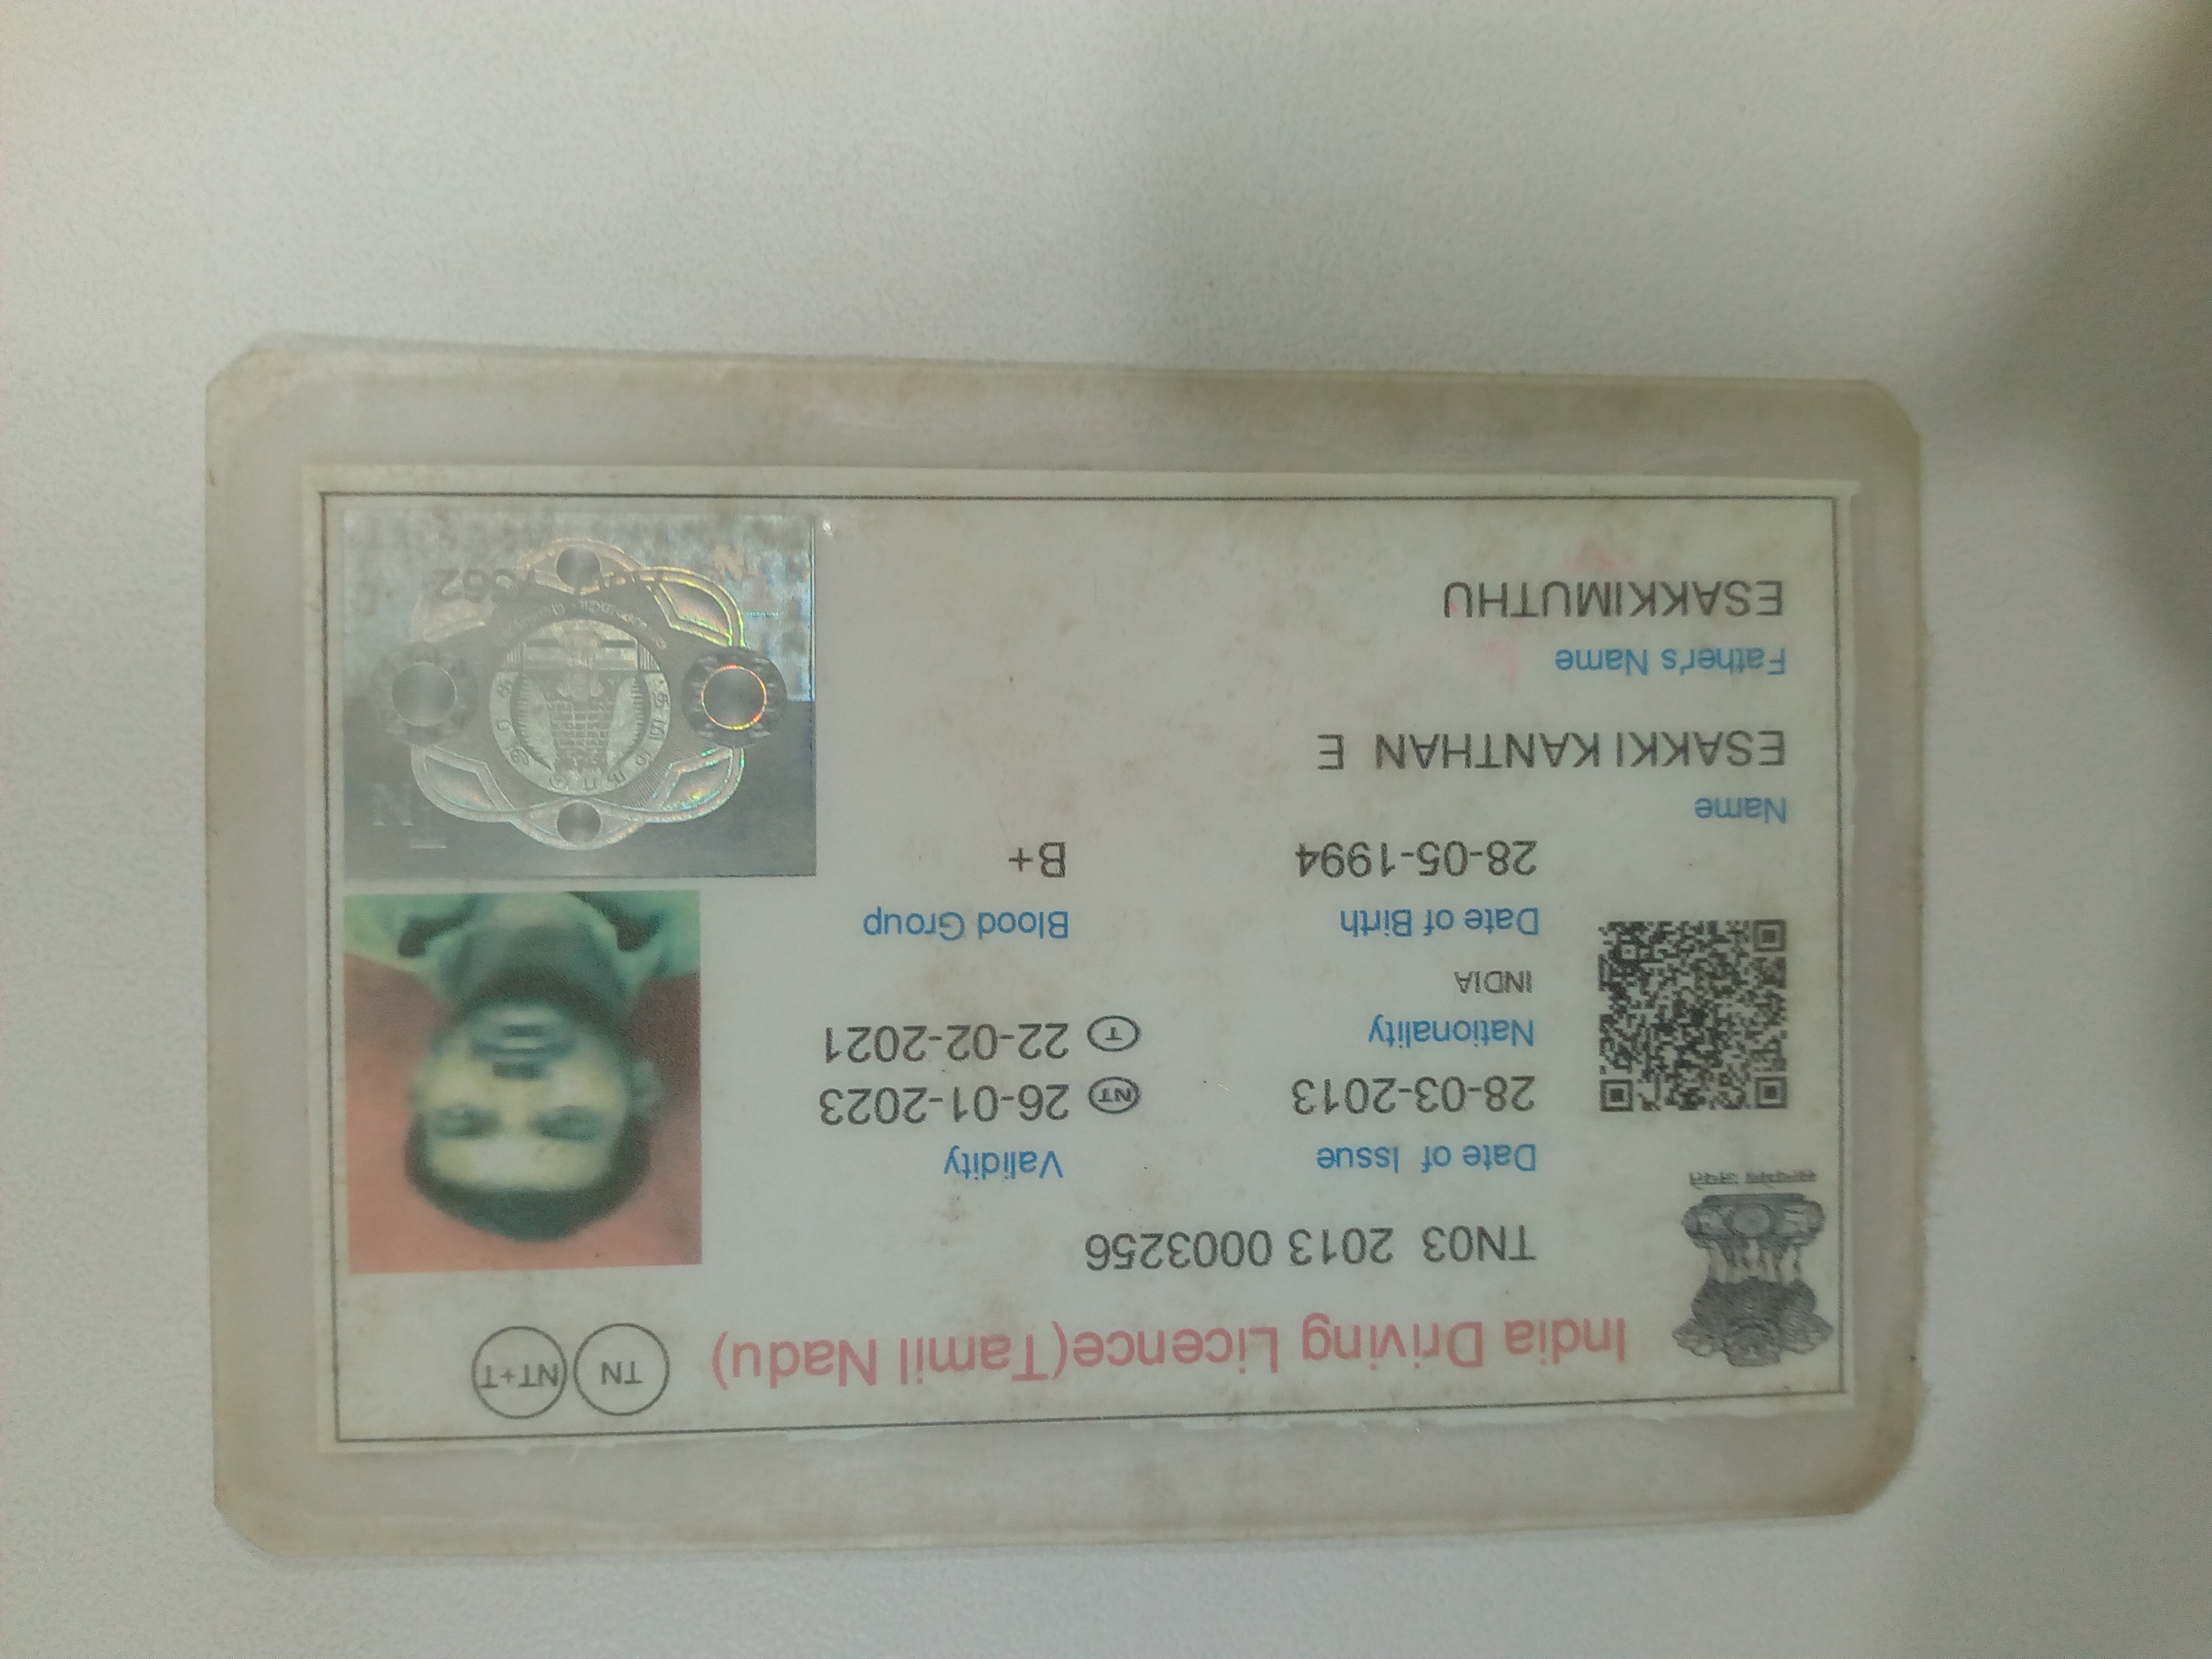 India Driving Licence(Tamil Nadu) TN NT+T
TN03 2013 0003256
Date of Issue Validity
28-03-2013 NT 26-01-2023
Nationality T 22-02-2021
INDIA
Date of Birth Blood Group
28-05-1994 B+
Name
ESAKKI KANTHAN E
Father's Name
ESAKKIMUTHU
TN